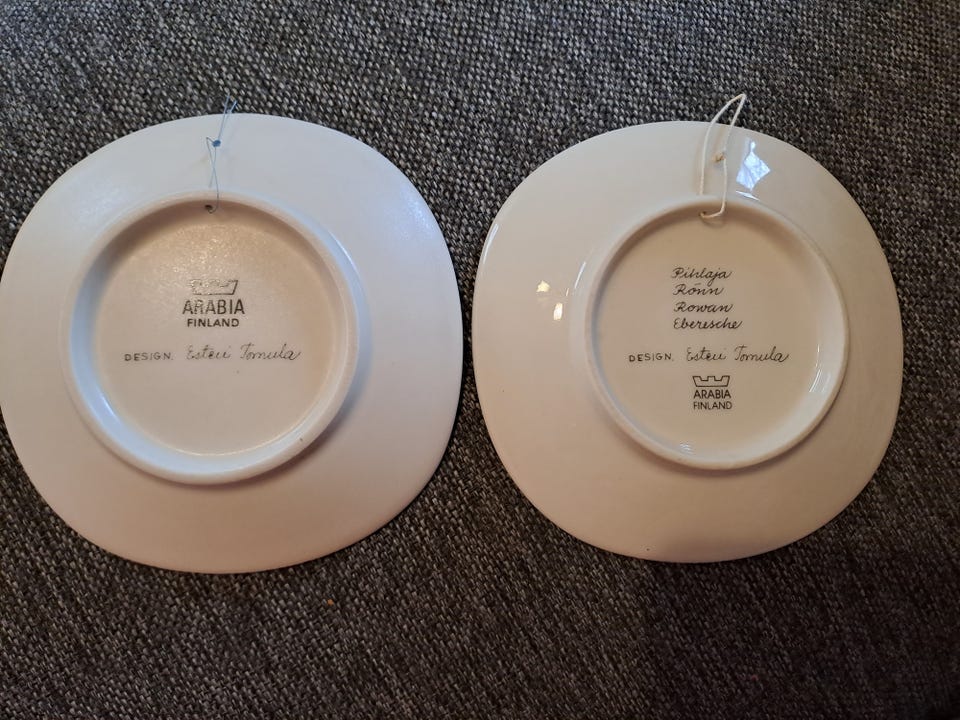 ARABIA
FINLAND
DESIGN. Esteri Tomula
Pihlaja
Rönn
Rowan
Eberesche
DESIGN. Esteri Tomula
ARABIA
FINLAND